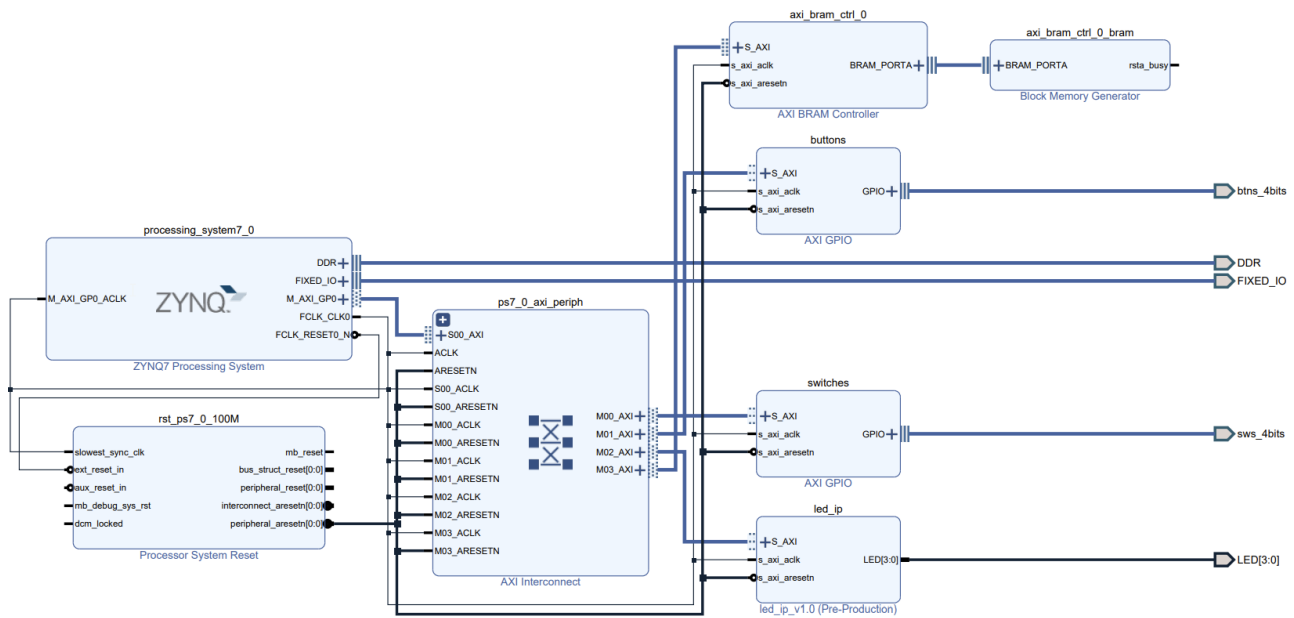 axi_bram_ctrl_0
S_AXI
s_axi_aclk
s_axi_aresetn
BRAM_PORTA
AXI BRAM Controller
axi_bram_ctrl_0_bram
BRAM_PORTA
rsta_busy
Block Memory Generator
buttons
S_AXI
s_axi_aclk
s_axi_aresetn
GPIO
AXI GPIO
btns_4bits
processing_system7_0
M_AXI_GP0_ACLK
ZYNQ
DDR
FIXED_IO
M_AXI_GP0
FCLK_CLK0
FCLK_RESET0_N
ZYNQ7 Processing System
DDR
FIXED_IO
ps7_0_axi_periph
S00_AXI
ACLK
ARESETN
S00_ACLK
S00_ARESETN
M00_ACLK
M00_ARESETN
M01_ACLK
M01_ARESETN
M02_ACLK
M02_ARESETN
M03_ACLK
M03_ARESETN
M00_AXI
M01_AXI
M02_AXI
M03_AXI
AXI Interconnect
rst_ps7_0_100M
slowest_sync_clk
ext_reset_in
aux_reset_in
mb_debug_sys_rst
dcm_locked
mb_reset
bus_struct_reset[0:0]
peripheral_reset[0:0]
interconnect_aresetn[0:0]
peripheral_aresetn[0:0]
Processor System Reset
switches
S_AXI
s_axi_aclk
s_axi_aresetn
GPIO
AXI GPIO
sws_4bits
led_ip
S_AXI
s_axi_aclk
s_axi_aresetn
LED[3:0]
led_ip_v1.0 (Pre-Production)
LED[3:0]